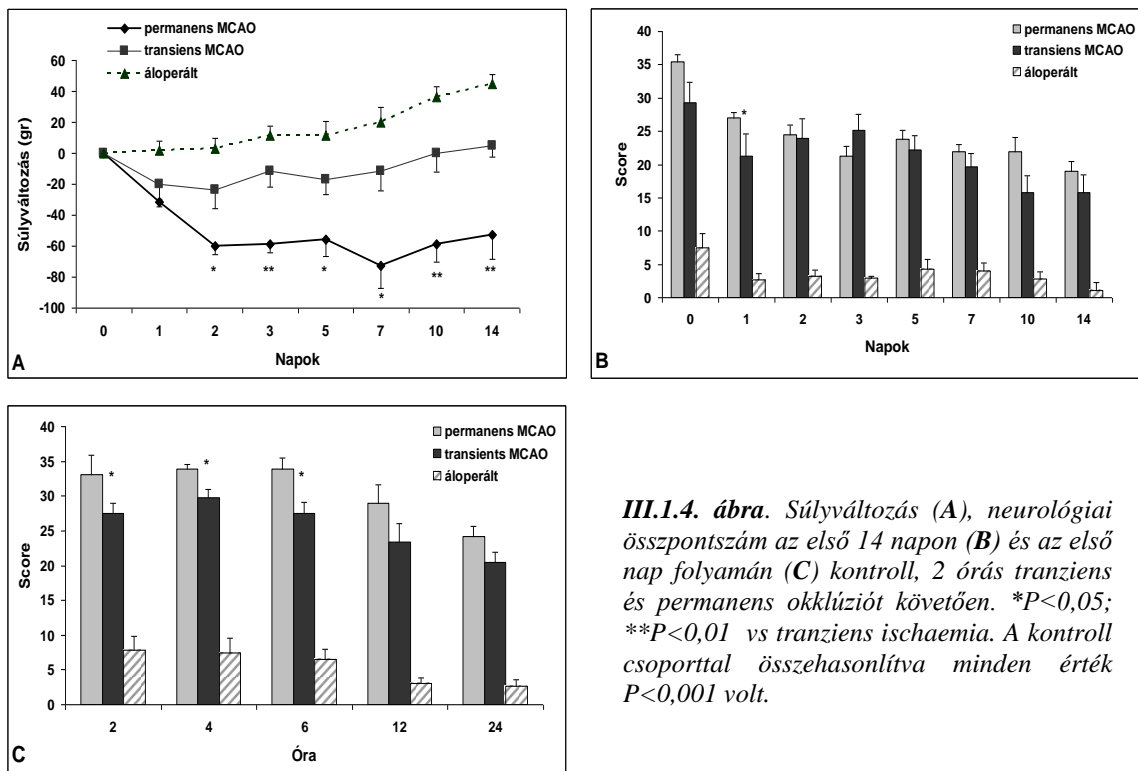 permanens MCAO
transiens MCAO
áloperált
60
40
20
0
-20
-40
-60
-80
-100
Súlyváltozás (gr)
* ** * * ** **
0 1 2 3 5 7 10 14
Napok
A
permanens MCAO
transiens MCAO
áloperált
40
35
30
25
20
15
10
5
0
Score
*
0 1 2 3 5 7 10 14
Napok
B
permanens MCAO
transients MCAO
áloperált
40
35
30
25
20
15
10
5
0
Score
* * *
2 4 6 12 24
Óra
C
III.1.4. ábra. Súlyváltozás (A), neurológiai
összpontszám az első 14 napon (B) és az első
nap folyamán (C) kontroll, 2 órás tranziens
és permanens okklúziót követően. *P<0,05;
**P<0,01 vs tranziens ischaemia. A kontroll
csoporttal összehasonlítva minden érték
P<0,001 volt.